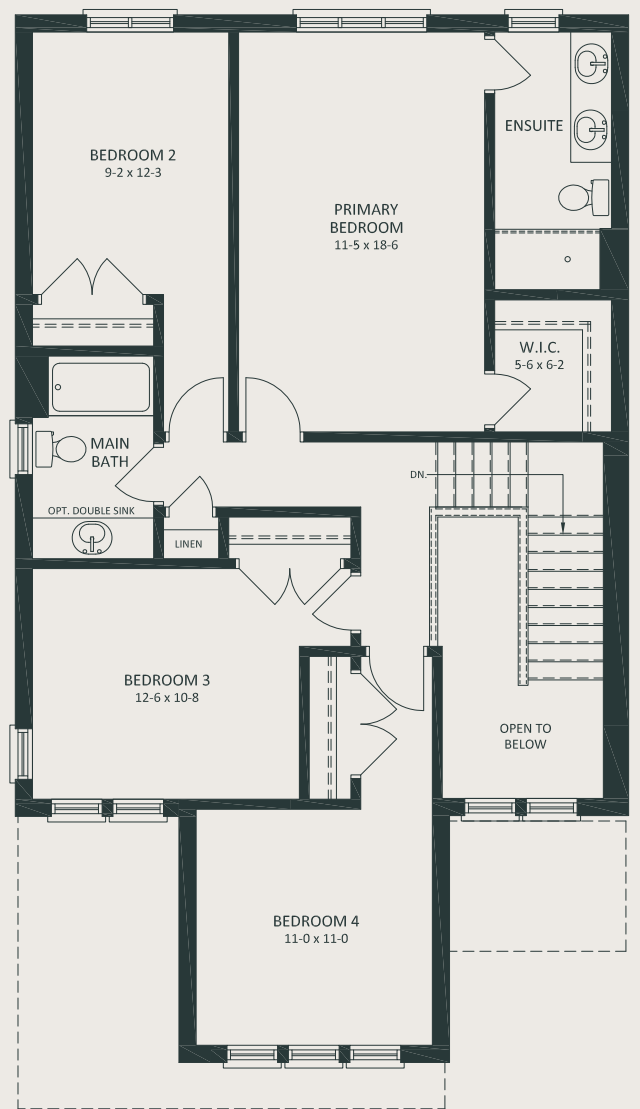 BEDROOM 2
9-2 x 12-3
ENSUITE
PRIMARY
BEDROOM
11-5 x 18-6
W.I.C.
5-6 x 6-2
MAIN
BATH
DN.
OPT. DOUBLE SINK
LINEN
BEDROOM 3
12-6 x 10-8
OPEN TO
BELOW
BEDROOM 4
11-0 x 11-0